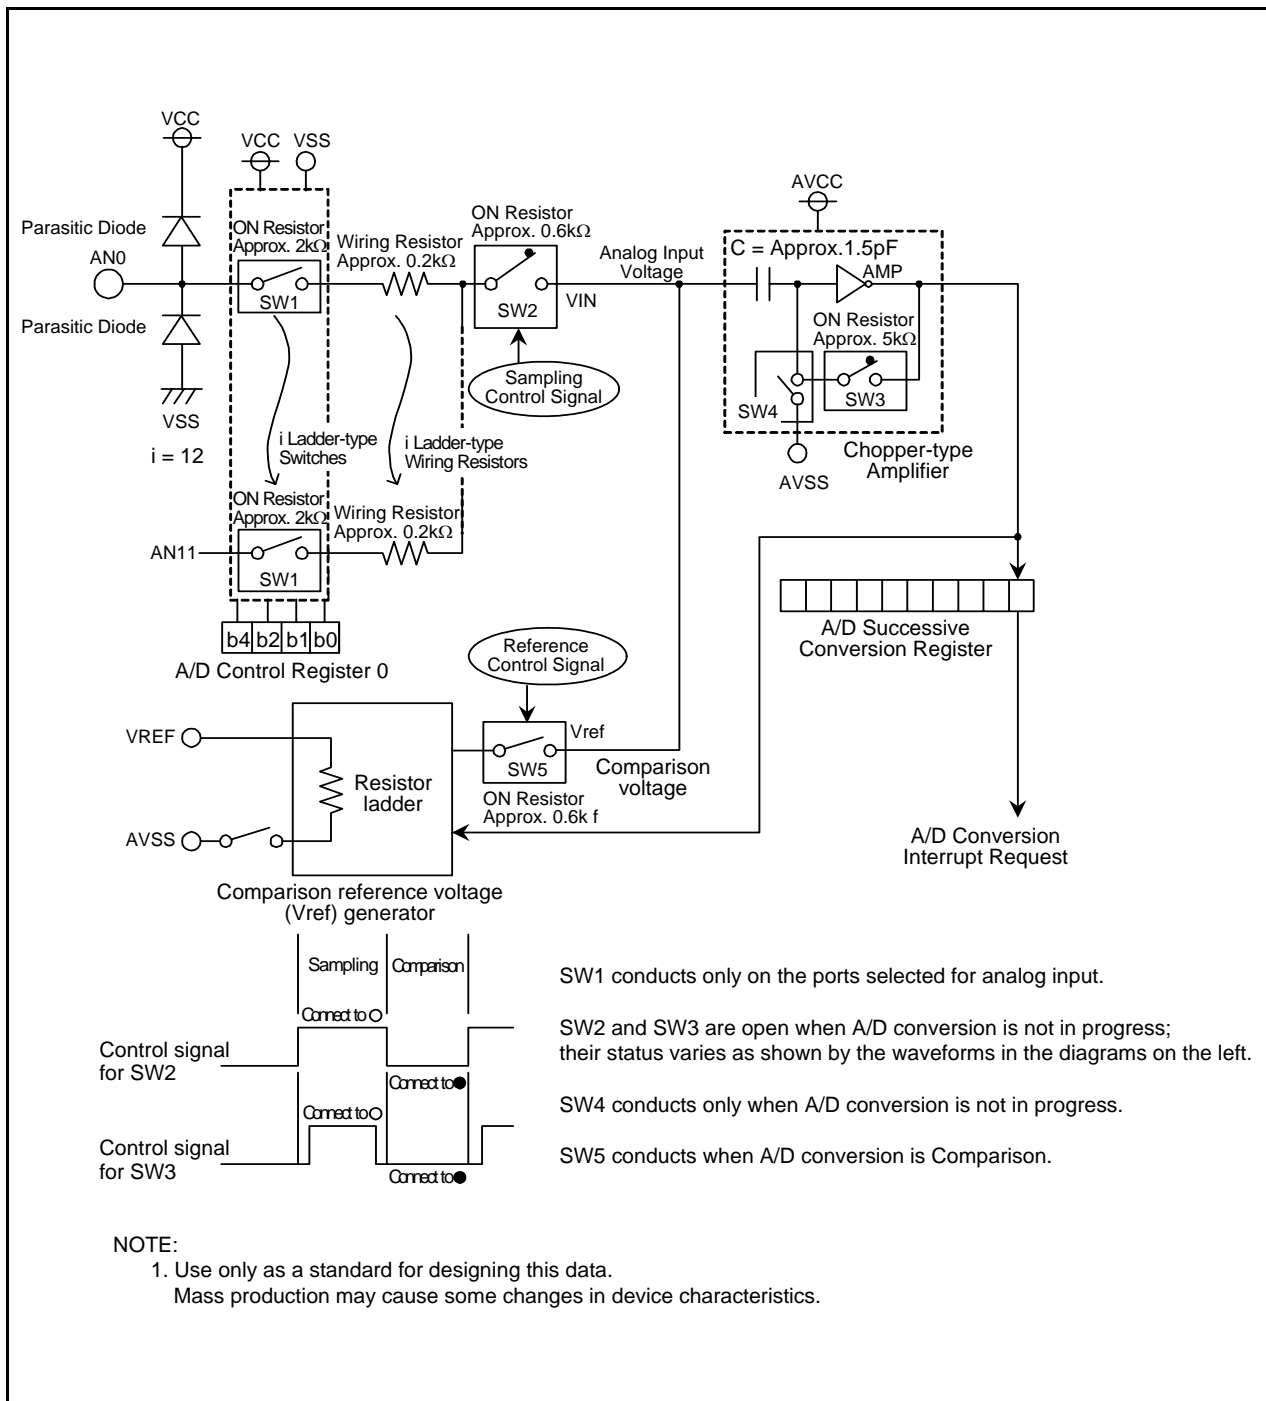 VCC
VCC
VSS
AVCC
Parasitic Diode
ON Resistor
Approx. 2kΩ
Wiring Resistor
Approx. 0.2kΩ
ON Resistor
Approx. 0.6kΩ
Analog Input
Voltage
C = Approx.1.5pF
AMP
AN0
SW1
SW2
VIN
Parasitic Diode
ON Resistor
Approx. 5kΩ
Sampling
Control Signal
SW4
SW3
VSS
i = 12
i Ladder-type
Switches
i Ladder-type
Wiring Resistors
Chopper-type
Amplifier
AVSS
ON Resistor
Approx. 2kΩ
Wiring Resistor
Approx. 0.2kΩ
AN11
SW1
b4 b2 b1 b0
A/D Control Register 0
A/D Successive
Conversion Register
Reference
Control Signal
VREF
Vref
SW5
Resistor
ladder
Comparison
voltage
ON Resistor
Approx. 0.6k f
AVSS
A/D Conversion
Interrupt Request
Comparison reference voltage
(Vref) generator
Sampling
Comparison
SW1 conducts only on the ports selected for analog input.
Connect to
SW2 and SW3 are open when A/D conversion is not in progress;
their status varies as shown by the waveforms in the diagrams on the left.
Control signal
for SW2
Connect to
SW4 conducts only when A/D conversion is not in progress.
Connect to
Control signal
for SW3
SW5 conducts when A/D conversion is Comparison.
Connect to
NOTE:
1. Use only as a standard for designing this data.
Mass production may cause some changes in device characteristics.